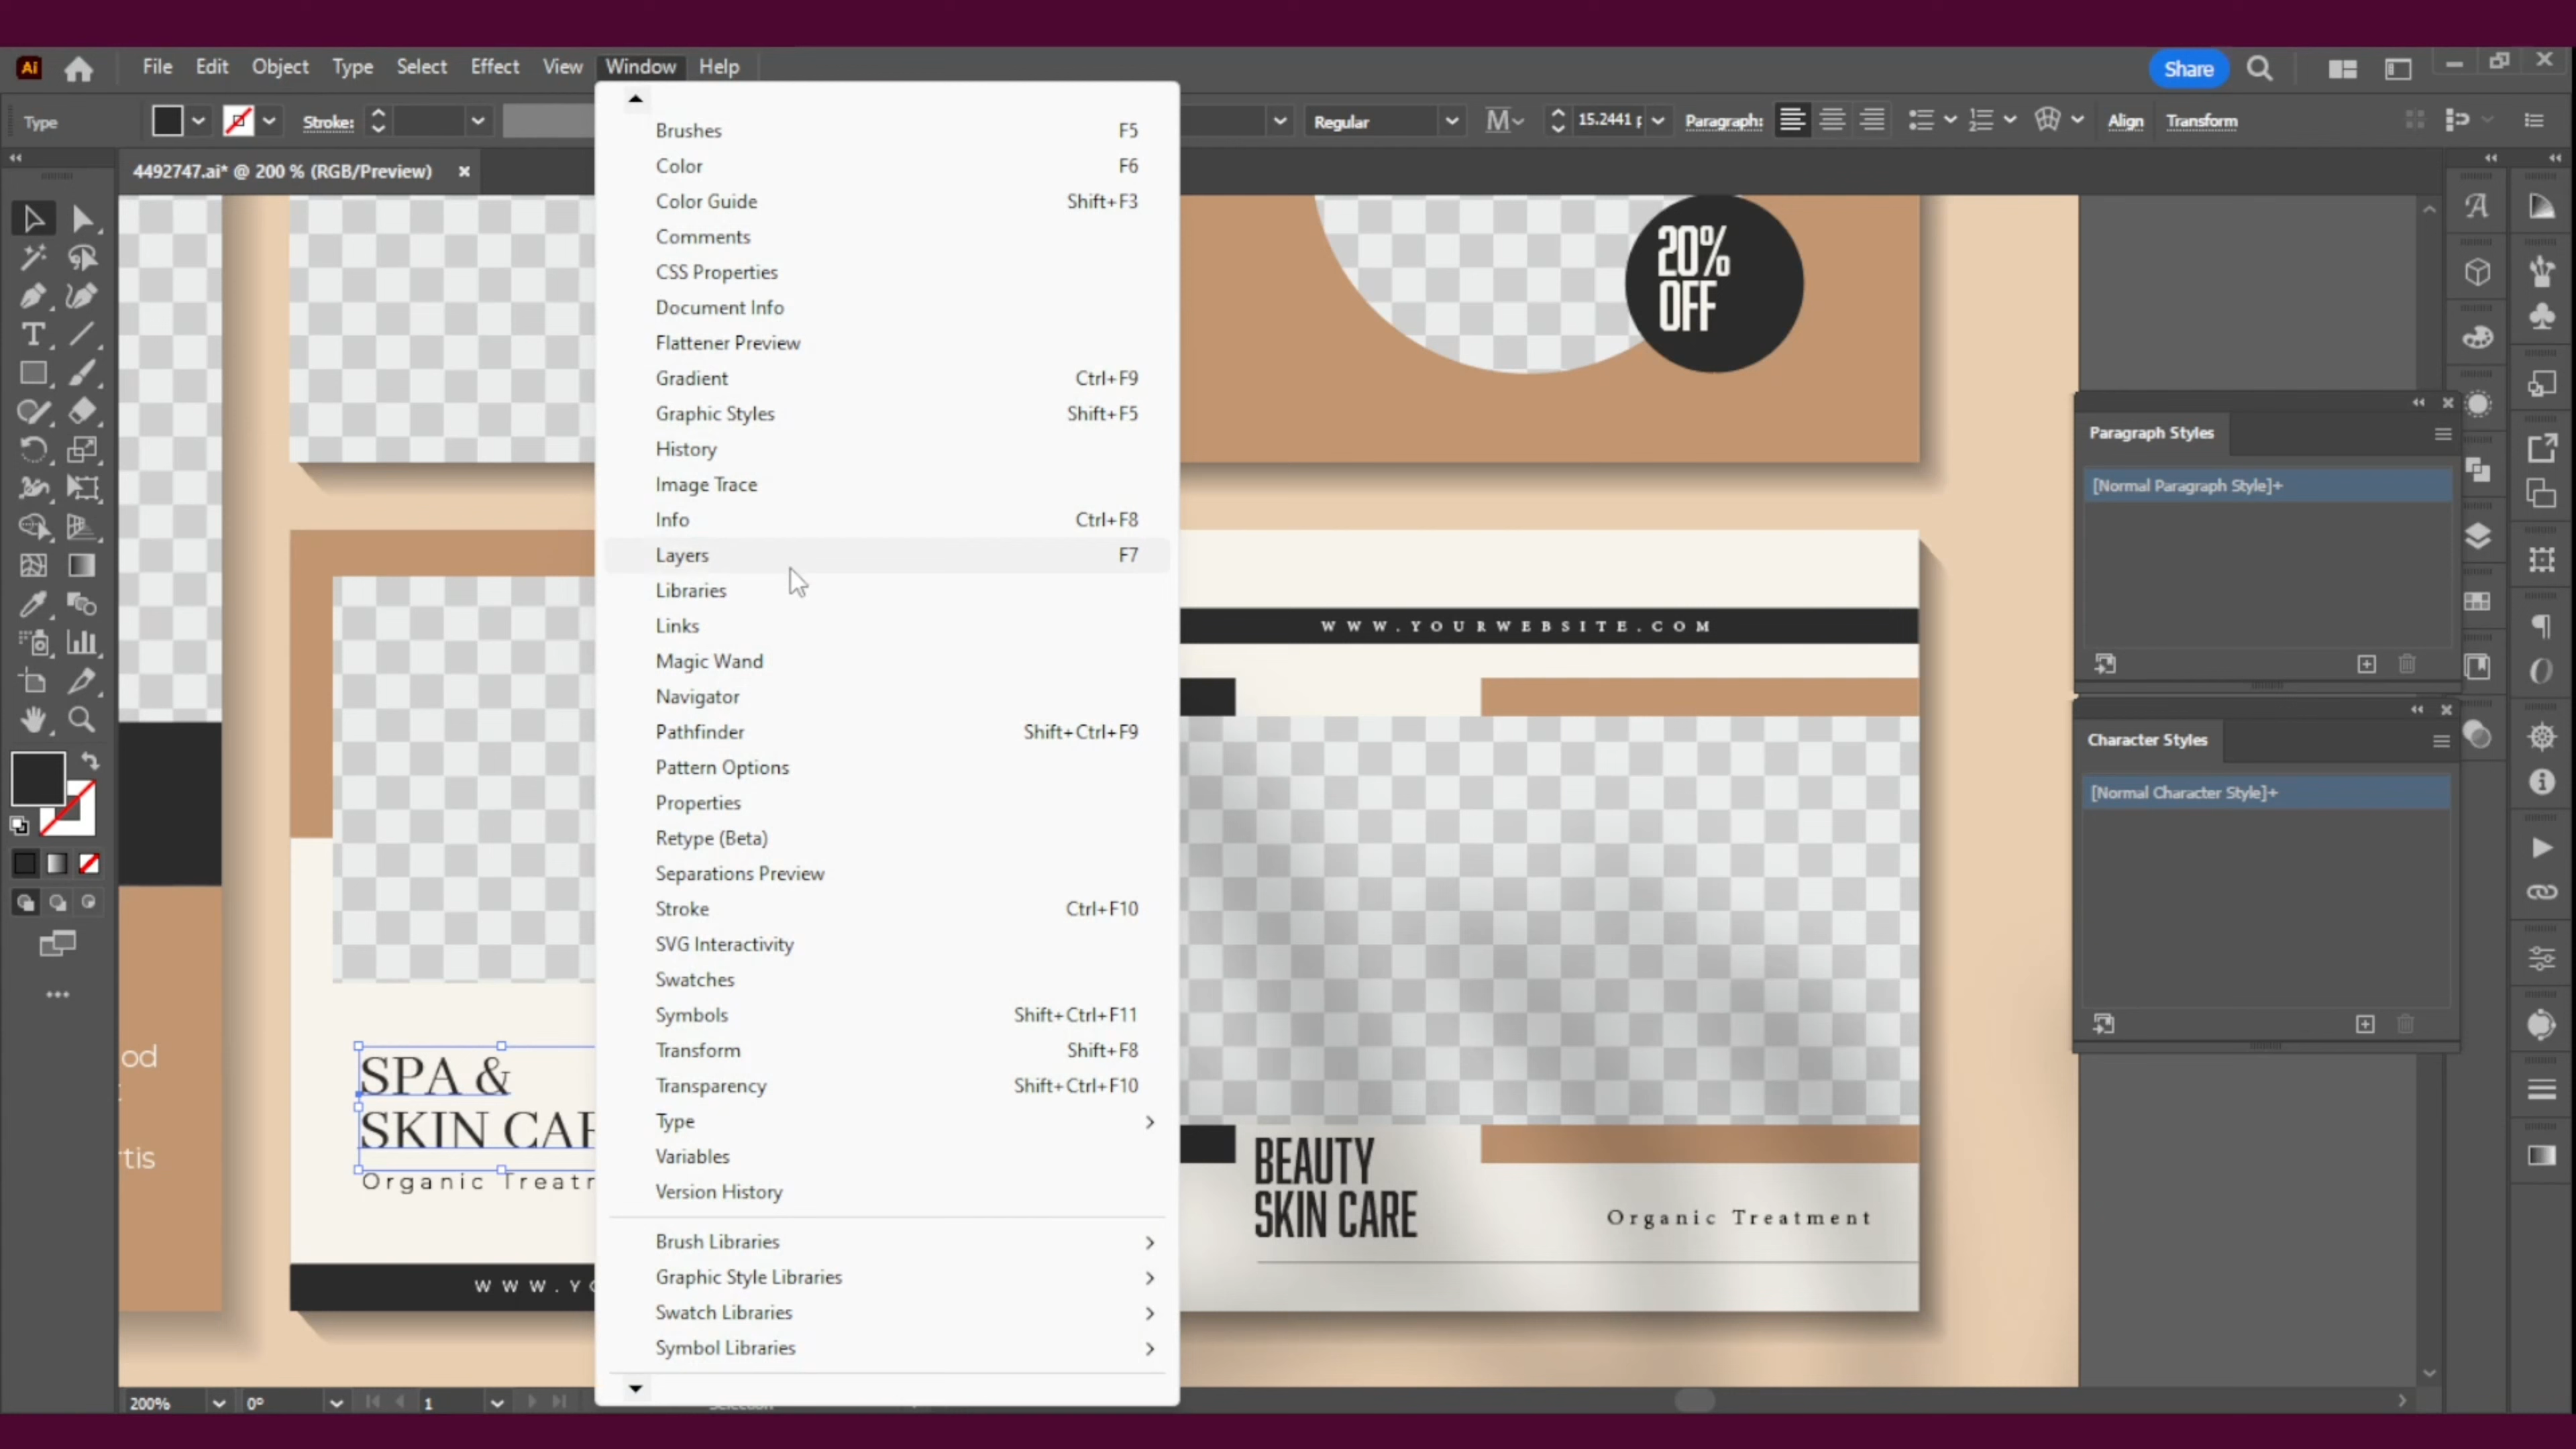 Ai File Edit Object Type Select Effect View Window Help Share
Type Stroke: Regular 15.2441 Paragraph: Align Transform
4492747.ai* @ 200 % (RGB/Preview)
Brushes F5
Color F6
Color Guide Shift+F3
Comments
CSS Properties
Document Info
Flattener Preview
Gradient Ctrl+F9
Graphic Styles Shift+F5
History
Image Trace
Info Ctrl+F8
Layers F7
Libraries
Links
Magic Wand
Navigator
Pathfinder Shift+Ctrl+F9
Pattern Options
Properties
Retype (Beta)
Separations Preview
Stroke Ctrl+F10
SVG Interactivity
Swatches
Symbols Shift+Ctrl+F11
Transform Shift+F8
Transparency Shift+Ctrl+F10
Type
Variables
Version History
Brush Libraries
Graphic Style Libraries
Swatch Libraries
Symbol Libraries
20%
OFF
WWW.YOURWEBSITE.COM
BEAUTY
SKIN CARE
Organic Treatment
od
rtis
SPA &
SKIN CAR
Organic Treatr
WWW.YO
Paragraph Styles
[Normal Paragraph Style]+
Character Styles
[Normal Character Style]+
200% 0° 1